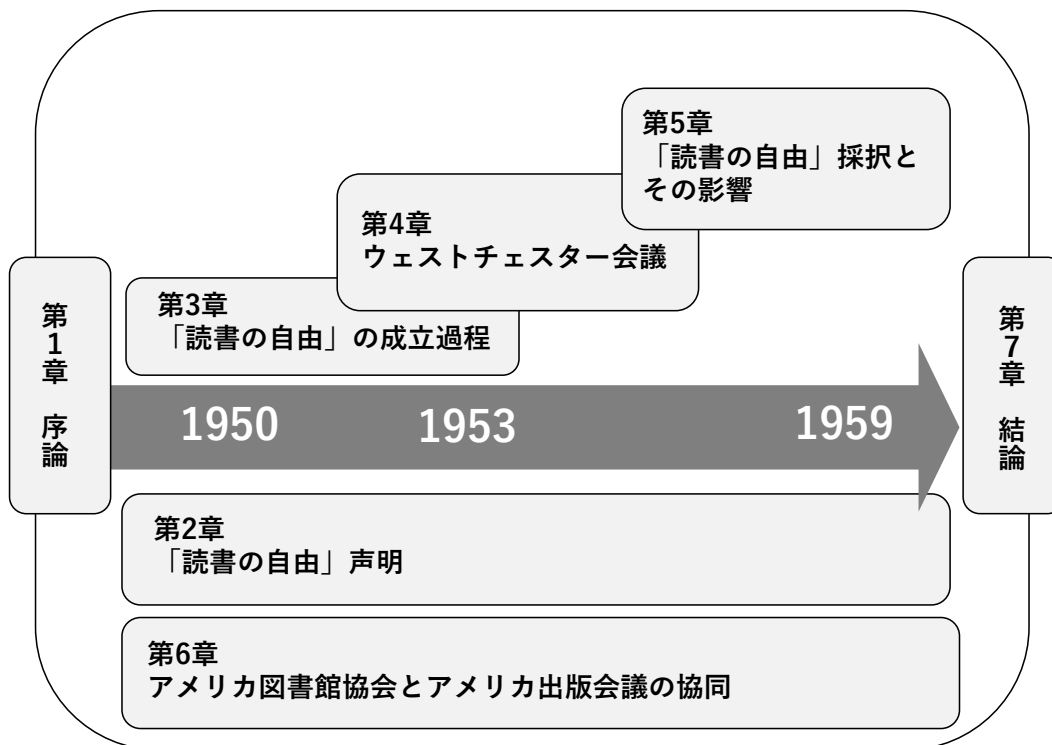 第5章
「読書の自由」採択と
その影響
第4章
ウェストチェスター会議
第3章
「読書の自由」の成立過程
第1章　序論
1950
1953
1959
第7章　結論
第2章
「読書の自由」声明
第6章
アメリカ図書館協会とアメリカ出版会議の協同